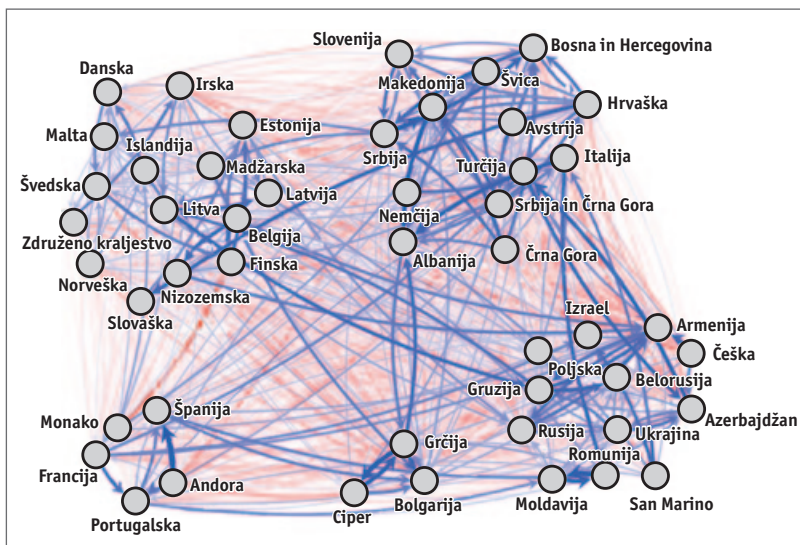 Slovenija
Bosna in Hercegovina
Danska
Irska
Makedonija
Švica
Hrvaška
Malta
Estonija
Avstrija
Islandija
Srbija
Italija
Madžarska
Turčija
Švedska
Latvija
Litva
Nemčija
Srbija in Črna Gora
Združeno kraljestvo
Belgija
Albanija
Črna Gora
Norveška
Finska
Nizozemska
Slovaška
Izrael
Armenija
Češka
Poljska
Gruzija
Belorusija
Monako
Španija
Azerbajdžan
Grčija
Rusija
Ukrajina
Francija
Romunija
Andora
Portugalska
Ciper
Bolgarija
Moldavija
San Marino